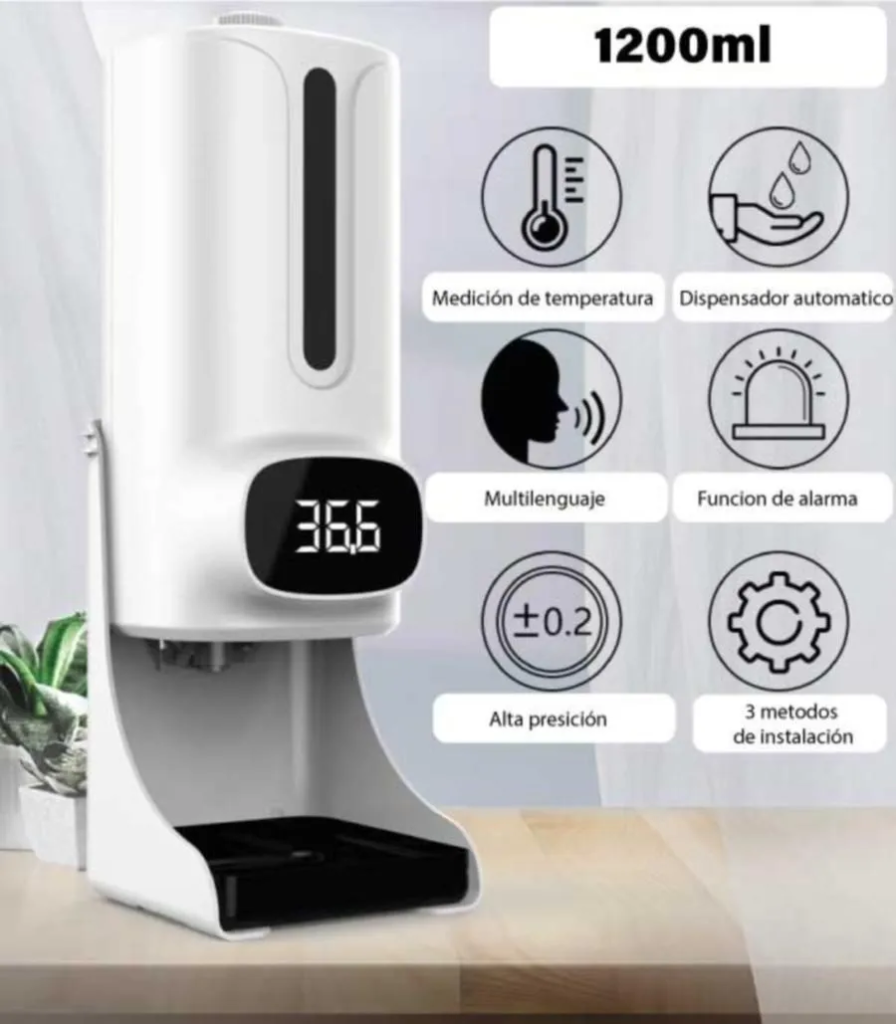 1200ml
Medición de temperatura
Dispensador automatico
Multilenguaje
Funcion de alarma
36.6
±0.2
Alta presición
3 metodos
de instalación